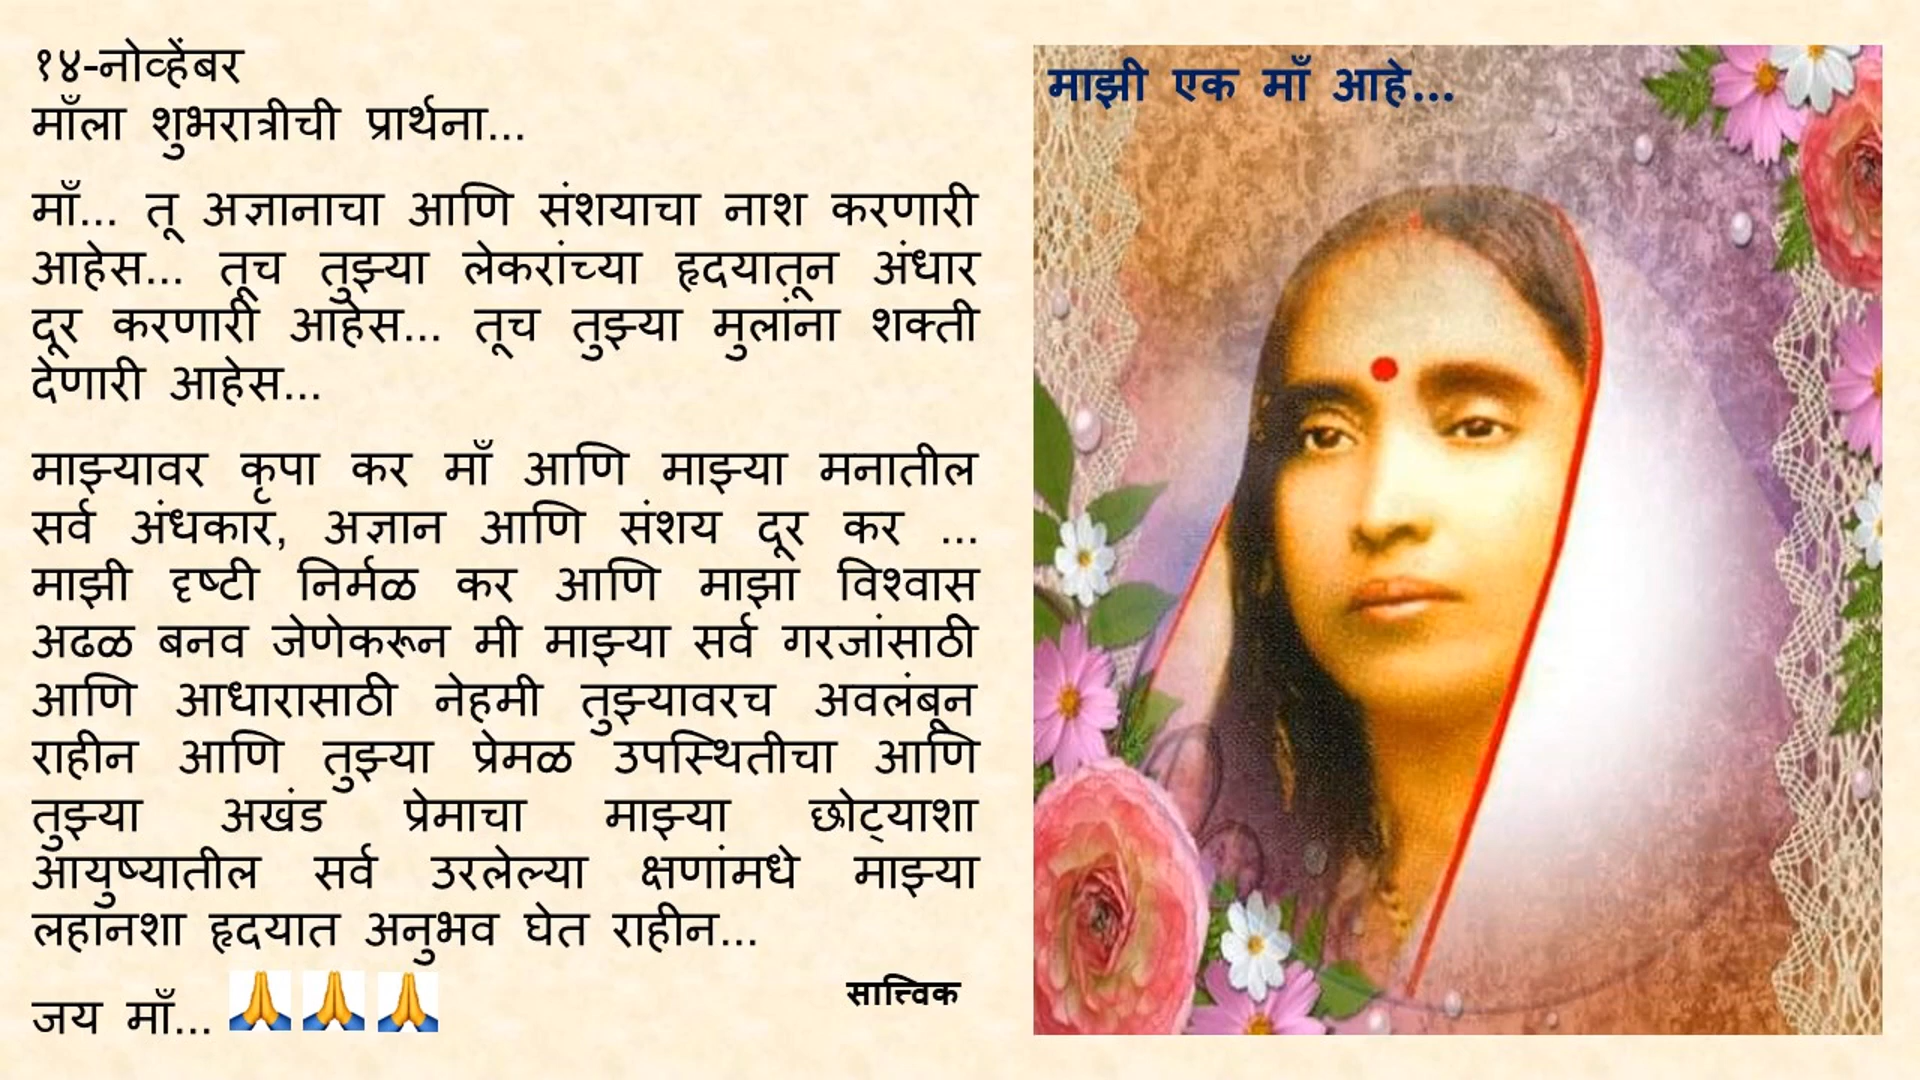 १४-नोव्हेंबर
माँला शुभरात्रीची प्रार्थना...
माँ... तू अज्ञानाचा आणि संशयाचा नाश करणारी
आहेस... तूच तुझ्या लेकरांच्या हृदयातून अंधार
दूर करणारी आहेस... तूच तुझ्या मुलांना शक्ती
देणारी आहेस...
माझ्यावर कृपा कर माँ आणि माझ्या मनातील
सर्व अंधकार, अज्ञान आणि संशय दूर कर ...
माझी दृष्टी निर्मळ कर आणि माझा विश्वास
अढळ बनव जेणेकरून मी माझ्या सर्व गरजांसाठी
आणि आधारासाठी नेहमी तुझ्यावरच अवलंबून
राहीन आणि तुझ्या प्रेमळ उपस्थितीचा आणि
तुझ्या अखंड प्रेमाचा माझ्या छोट्याशा
आयुष्यातील सर्व उरलेल्या क्षणांमधे माझ्या
लहानशा हृदयात अनुभव घेत राहीन...
जय माँ... 🙏🙏🙏
सात्त्विक
माझी एक माँ आहे...